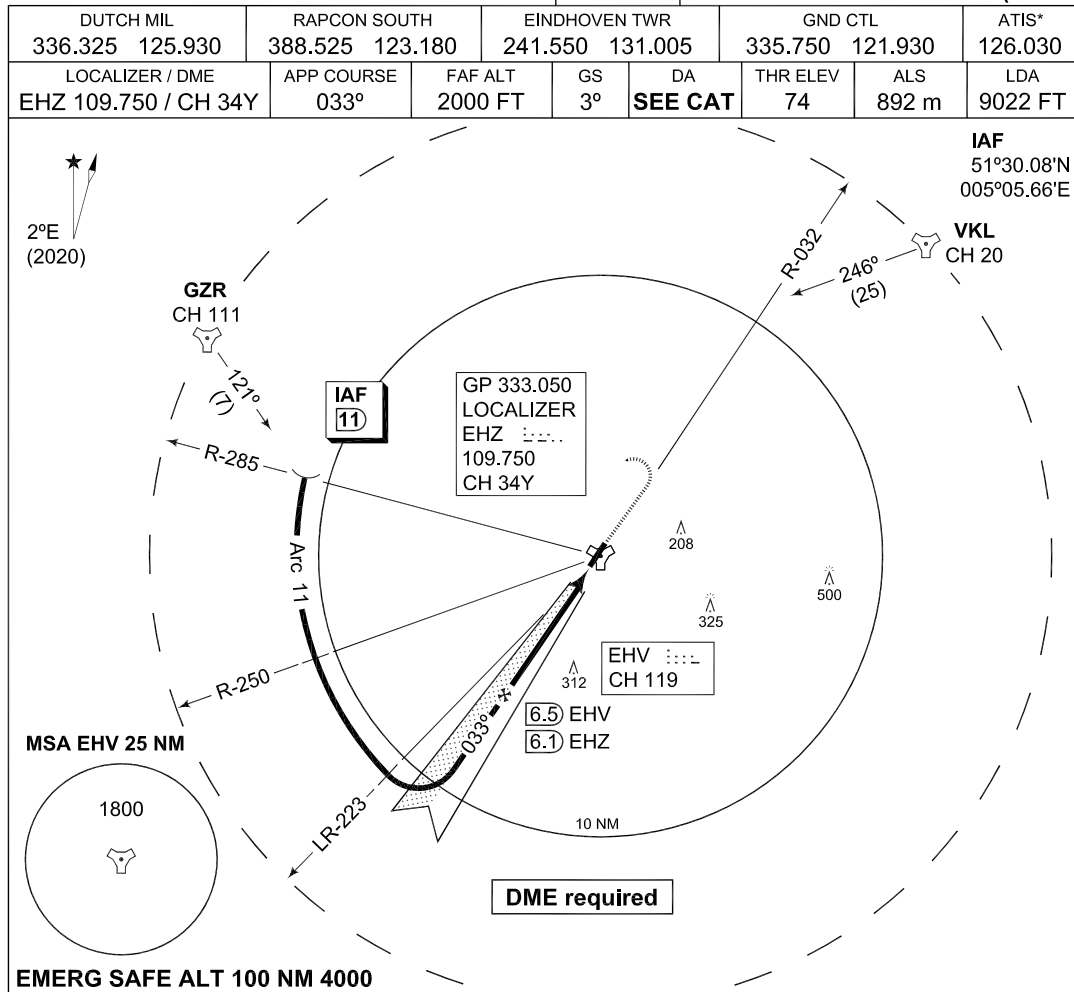 DUTCH MIL
336.325 125.930
RAPCON SOUTH
388.525 123.180
EINDHOVEN TWR
241.550 131.005
GND CTL
335.750 121.930
ATIS*
126.030
LOCALIZER / DME
EHZ 109.750 / CH 34Y
APP COURSE
033º
FAF ALT
2000 FT
GS
3º
DA
SEE CAT
THR ELEV
74
ALS
892 m
LDA
9022 FT
IAF
51º30.08'N
005º05.66'E
2ºE
(2020)
VKL
CH 20
246º
(25)
R-032
GZR
CH 111
121º
(7)
IAF
11
GP 333.050
LOCALIZER
EHZ
109.750
CH 34Y
R-285
Arc 11
208
500
325
R-250
312
EHV
CH 119
6.5 EHV
6.1 EHZ
033º
LR-223
MSA EHV 25 NM
1800
10 NM
DME required
EMERG SAFE ALT 100 NM 4000